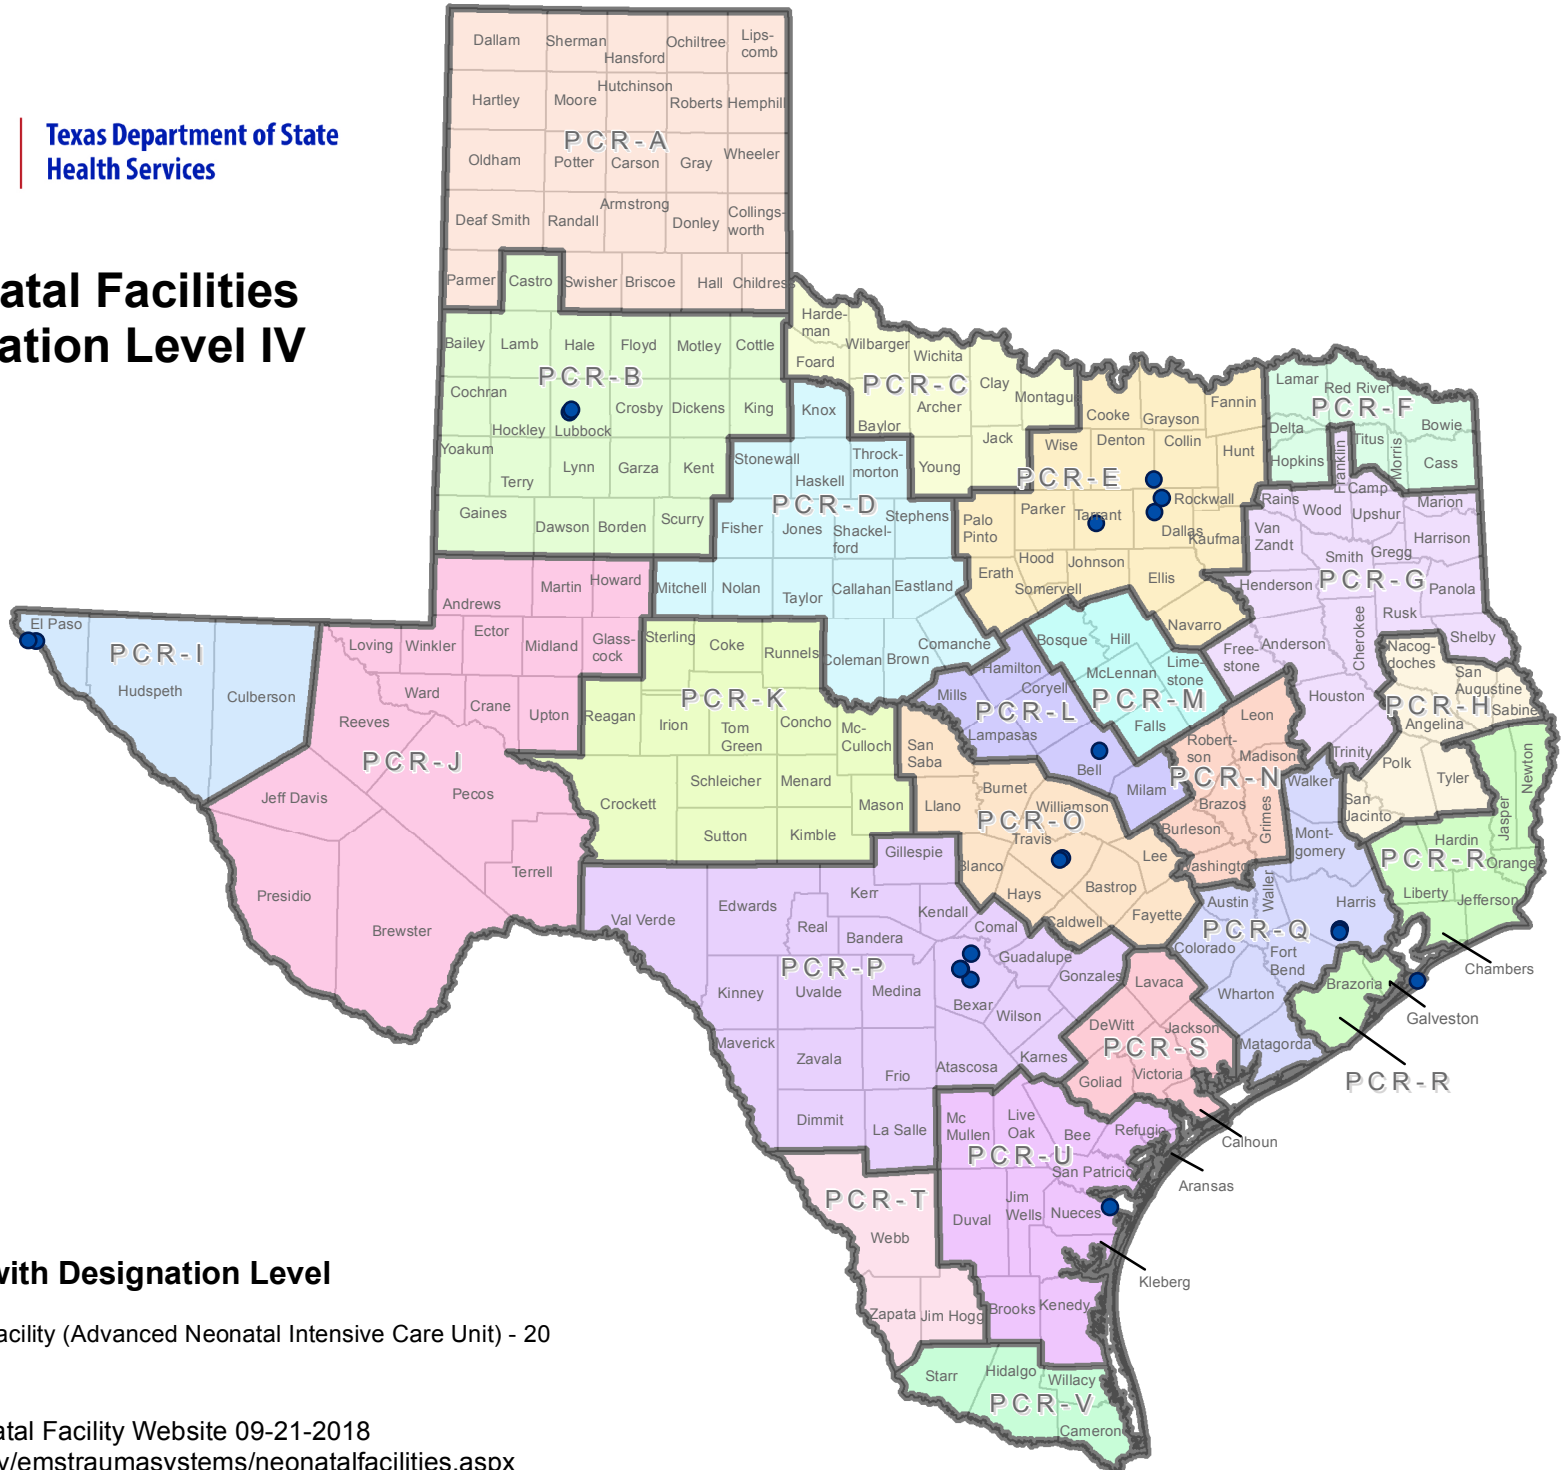 Texas Department of State
Health Services
atal Facilities
ation Level IV
Dallam
Sherman
Hansford
Ochiltree
Lips-
comb
Hartley
Moore
Hutchinson
Roberts
Hemphill
PCR-A
Oldham
Potter
Carson
Gray
Wheeler
Deaf Smith
Randall
Armstrong
Donley
Collings-
worth
Parmer
Castro
Swisher
Briscoe
Hall
Childress
Bailey
Lamb
Hale
Floyd
Motley
Cottle
PCR-B
Cochran
Hockley
Lubbock
Crosby
Dickens
King
Yoakum
Terry
Lynn
Garza
Kent
Gaines
Dawson
Borden
Scurry
Harde-
man
Foard
Wilbarger
Wichita
PCR-C
Clay
Montagu
Archer
Baylor
Jack
Young
Knox
Stonewall
Haskell
Throck-
morton
PCR-D
Fisher
Jones
Shackel-
ford
Stephens
Mitchell
Nolan
Taylor
Callahan
Eastland
Coleman
Brown
Comanche
Cooke
Grayson
Fannin
Wise
Denton
Collin
Hunt
PCR-E
Palo
Pinto
Parker
Tarrant
Dallas
Rockwall
Kaufman
Erath
Hood
Somervell
Johnson
Ellis
Navarro
Lamar
Red River
PCR-F
Delta
Hopkins
Franklin
Titus
Morris
Bowie
Cass
Rains
Wood
Camp
Upshur
Marion
Van
Zandt
Smith
Gregg
Harrison
PCR-G
Henderson
Panola
Rusk
Cherokee
Anderson
Shelby
Free-
stone
Houston
Trinity
Nacog-
doches
San
Augustine
Sabine
PCR-H
Angelina
Polk
Tyler
San
Jacinto
El Paso
PCR-I
Hudspeth
Culberson
Andrews
Martin
Howard
Loving
Winkler
Ector
Midland
Glass-
cock
Ward
Crane
Upton
Reeves
PCR-J
Jeff Davis
Pecos
Terrell
Presidio
Brewster
Sterling
Coke
Runnels
PCR-K
Reagan
Irion
Tom
Green
Concho
Mc-
Culloch
Schleicher
Menard
Crockett
Mason
Sutton
Kimble
Hamilton
Mills
Coryell
PCR-L
Lampasas
Bell
Milam
Bosque
Hill
McLennan
Lime-
stone
PCR-M
Falls
Leon
Robert-
son
Madison
PCR-N
Brazos
Grimes
Burleson
Washingto
San
Saba
Burnet
Llano
Williamson
PCR-O
Travis
Blanco
Lee
Hays
Bastrop
Caldwell
Fayette
Gillespie
Kerr
Edwards
Val Verde
Real
Kendall
Bandera
Comal
PCR-P
Guadalupe
Gonzales
Kinney
Uvalde
Medina
Bexar
Wilson
Maverick
Zavala
Frio
Atascosa
Karnes
Dimmit
La Salle
Walker
Mont-
gomery
Waller
Austin
Harris
PCR-Q
Colorado
Fort
Bend
Wharton
Matagorda
Newton
Jasper
Hardin
PCR-R
Orange
Liberty
Jefferson
Chambers
Brazoria
Galveston
PCR-R
Lavaca
DeWitt
Jackson
PCR-S
Goliad
Victoria
Calhoun
Aransas
Mc
Mullen
Live
Oak
Bee
Refugio
PCR-U
San Patricio
Jim
Wells
Duval
Nueces
Kleberg
Brooks
Kenedy
PCR-T
Webb
Zapata
Jim Hogg
Starr
Hidalgo
Willacy
PCR-V
Cameron
with Designation Level
acility (Advanced Neonatal Intensive Care Unit) - 20
atal Facility Website 09-21-2018
v/emstraumasystems/neonatalfacilities.aspx